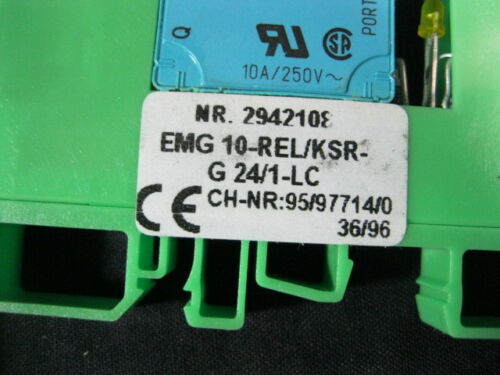 Q
PORT
10A/250V~
NR. 2942108
EMG 10-REL/KSR-
G 24/1-LC
CE CH-NR:95/97714/0
36/96